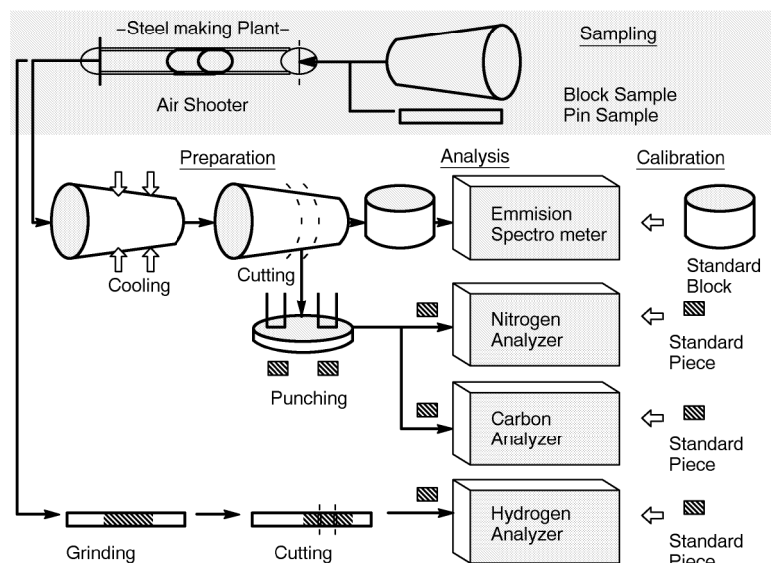 -Steel making Plant-
Sampling
Air Shooter
Block Sample
Pin Sample
Preparation
Analysis
Calibration
Emmision
Spectro meter
Cooling
Cutting
Standard
Block
Nitrogen
Analyzer
Standard
Piece
Punching
Carbon
Analyzer
Standard
Piece
Hydrogen
Analyzer
Grinding
Cutting
Standard
Piece